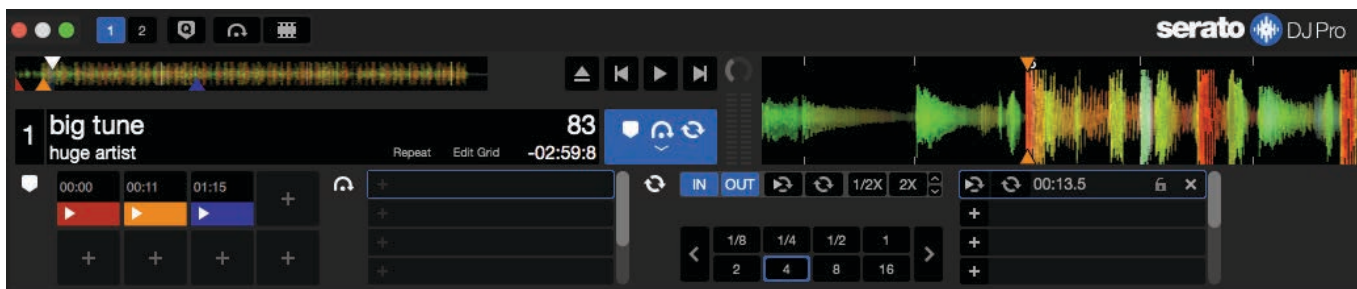 1 2
serato DJ Pro
1 big tune 83
huge artist Repeat Edit Grid -02:59:8
00:00 00:11 01:15
IN OUT 1/2X 2X 00:13.5
1/8 1/4 1/2 1
2 4 8 16